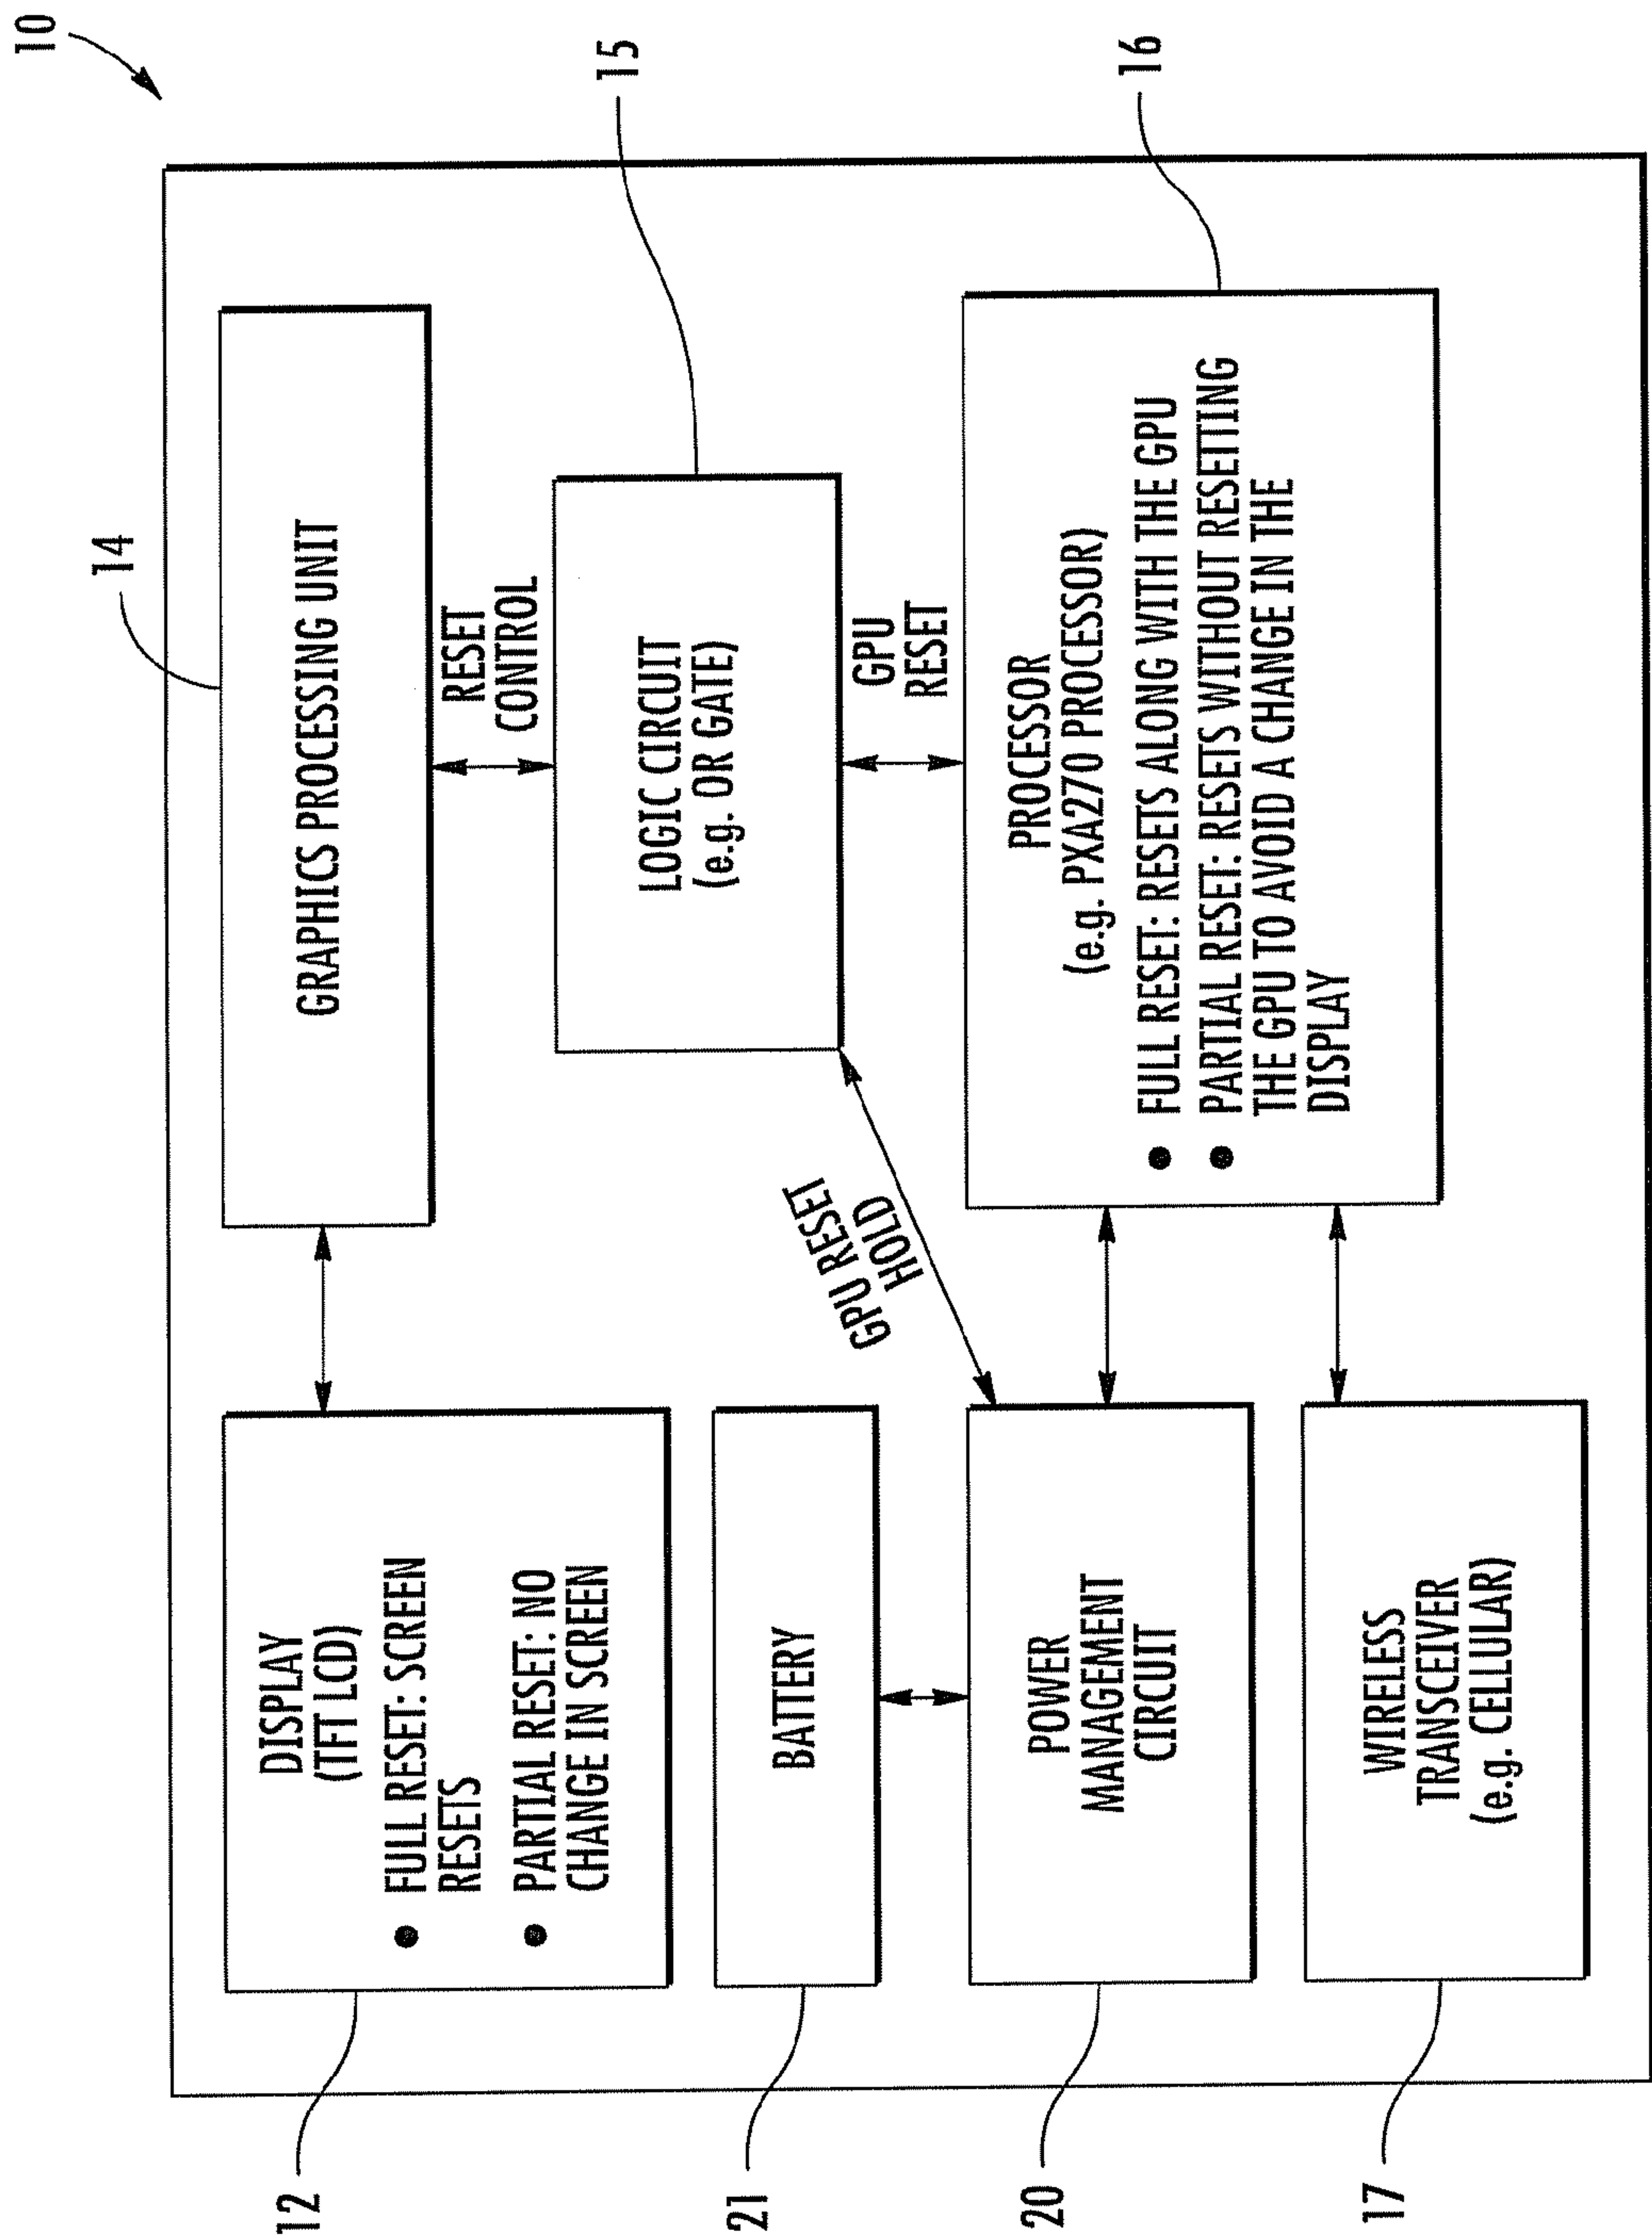 10
12
DISPLAY
(TFT LCD)
● FULL RESET: SCREEN
RESETS
● PARTIAL RESET: NO
CHANGE IN SCREEN
14
GRAPHICS PROCESSING UNIT
RESET
CONTROL
15
LOGIC CIRCUIT
(e.g. OR GATE)
GPU RESET
HOLD
GPU
RESET
21
BATTERY
20
POWER
MANAGEMENT
CIRCUIT
16
PROCESSOR
(e.g. PXA270 PROCESSOR)
● FULL RESET: RESETS ALONG WITH THE GPU
● PARTIAL RESET: RESETS WITHOUT RESETTING
THE GPU TO AVOID A CHANGE IN THE
DISPLAY
17
WIRELESS
TRANSCEIVER
(e.g. CELLULAR)